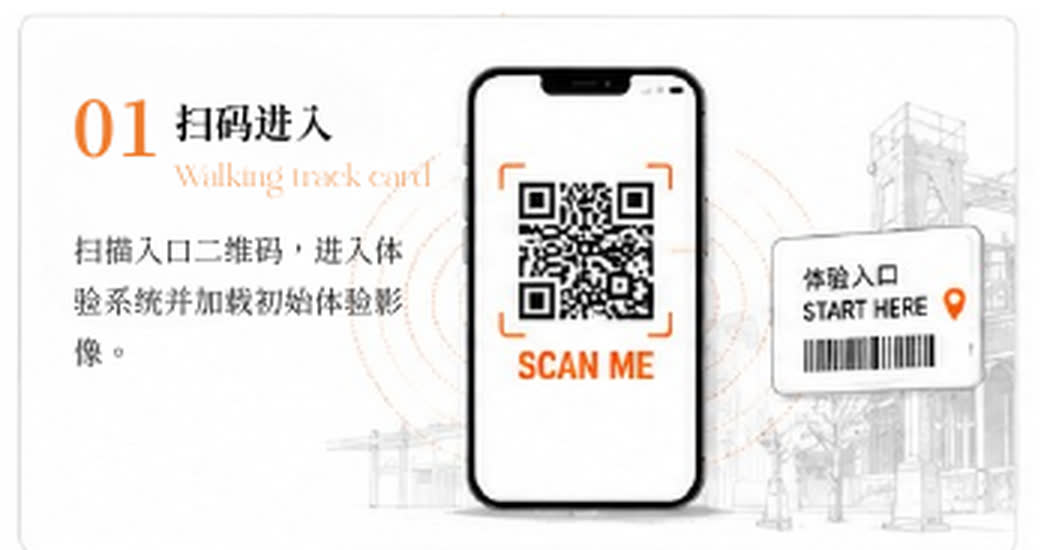 01 扫码进入
Walking track card
扫描入口二维码，进入体
验系统并加载初始体验影
像。
SCAN ME
体验入口
START HERE